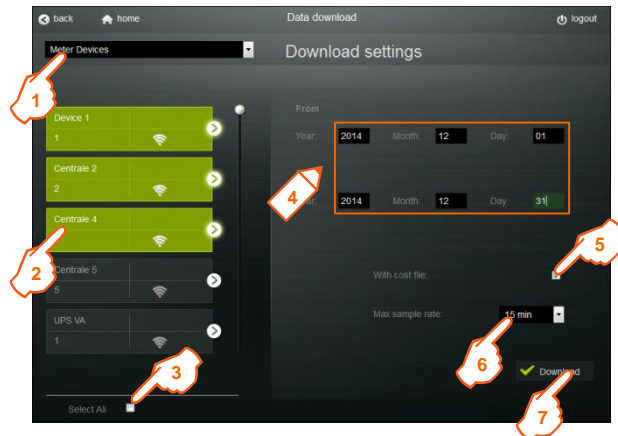 back home Data download logout
Meter Devices Download settings
1
From
Device 1
1
Year: 2014 Month: 12 Day: 01
Centrale 2
2
4
2014 Month: 12 Day: 31
Centrale 4
2
5
Centrale 5
5
With cost file:
UPS VA
1
Max sample rate: 15 min
6
3
Download
7
Select All